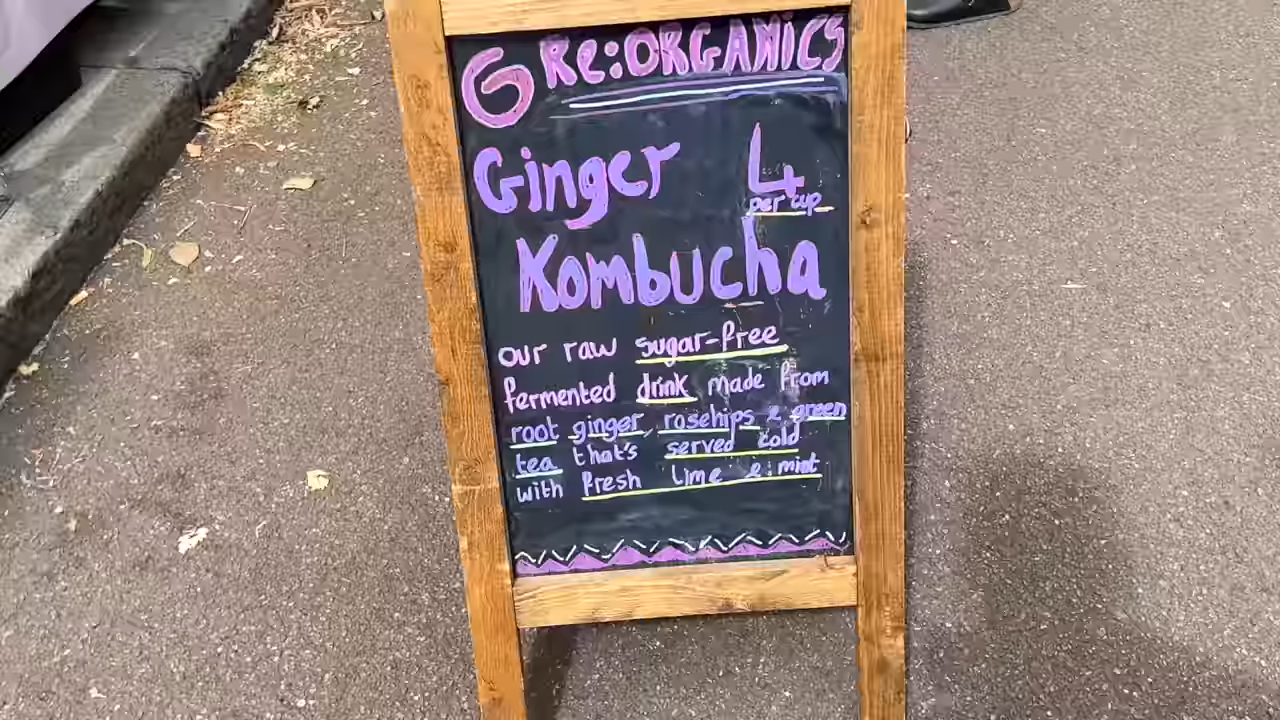 G Re:ORGANiCS
Ginger 4
per cup
Kombucha
our raw sugar-free
fermented drink made from
root ginger, rosehips & green
tea that's served cold
with fresh lime & mint